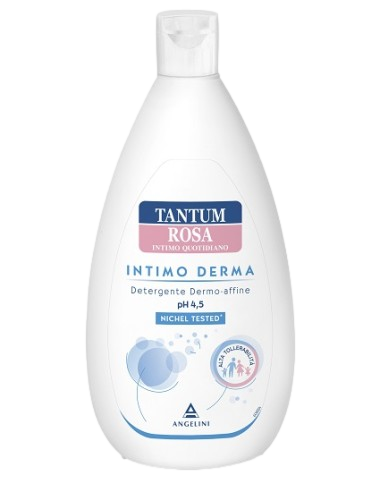 TANTUM
ROSA
INTIMO QUOTIDIANO
INTIMO DERMA
Detergente Dermo-affine
pH 4,5
NICHEL TESTED*
ALTA TOLLERABILITÀ
ANGELINI